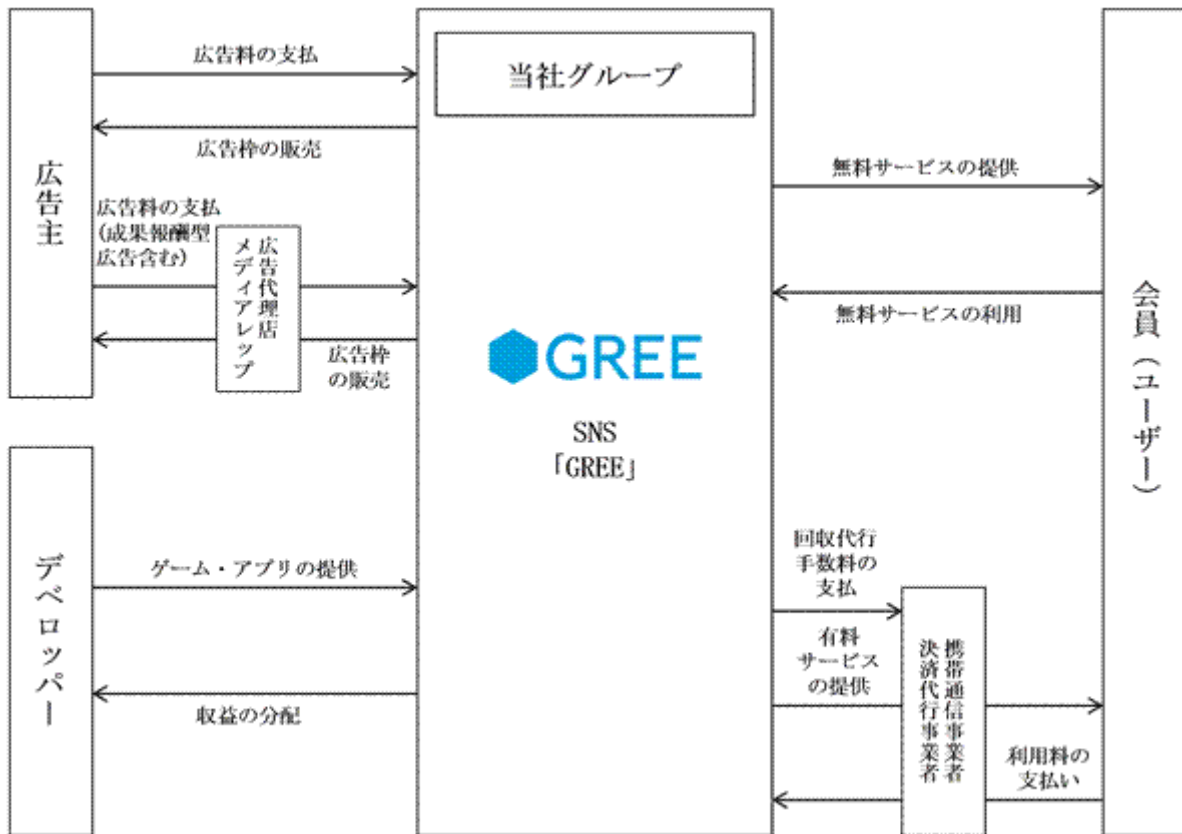 広告主
広告料の支払
広告枠の販売
広告料の支払
(成果報酬型
広告含む)
広告代理店
メディアレップ
広告枠
の販売
デベロッパー
ゲーム・アプリの提供
収益の分配
当社グループ
GREE
SNS
「GREE」
無料サービスの提供
無料サービスの利用
回収代行
手数料の
支払
有料
サービス
の提供
携帯通信事業者
決済代行事業者
利用料の
支払い
会員(ユーザー)